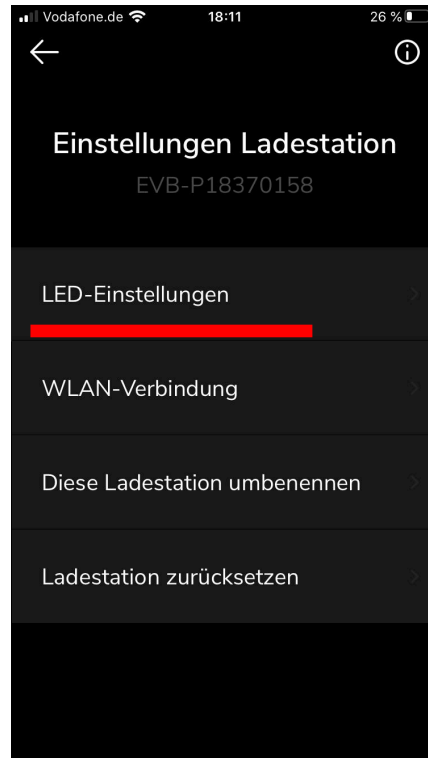 Vodafone.de 18:11 26 %
Einstellungen Ladestation
EVB-P18370158
LED-Einstellungen
WLAN-Verbindung
Diese Ladestation umbenennen
Ladestation zurücksetzen